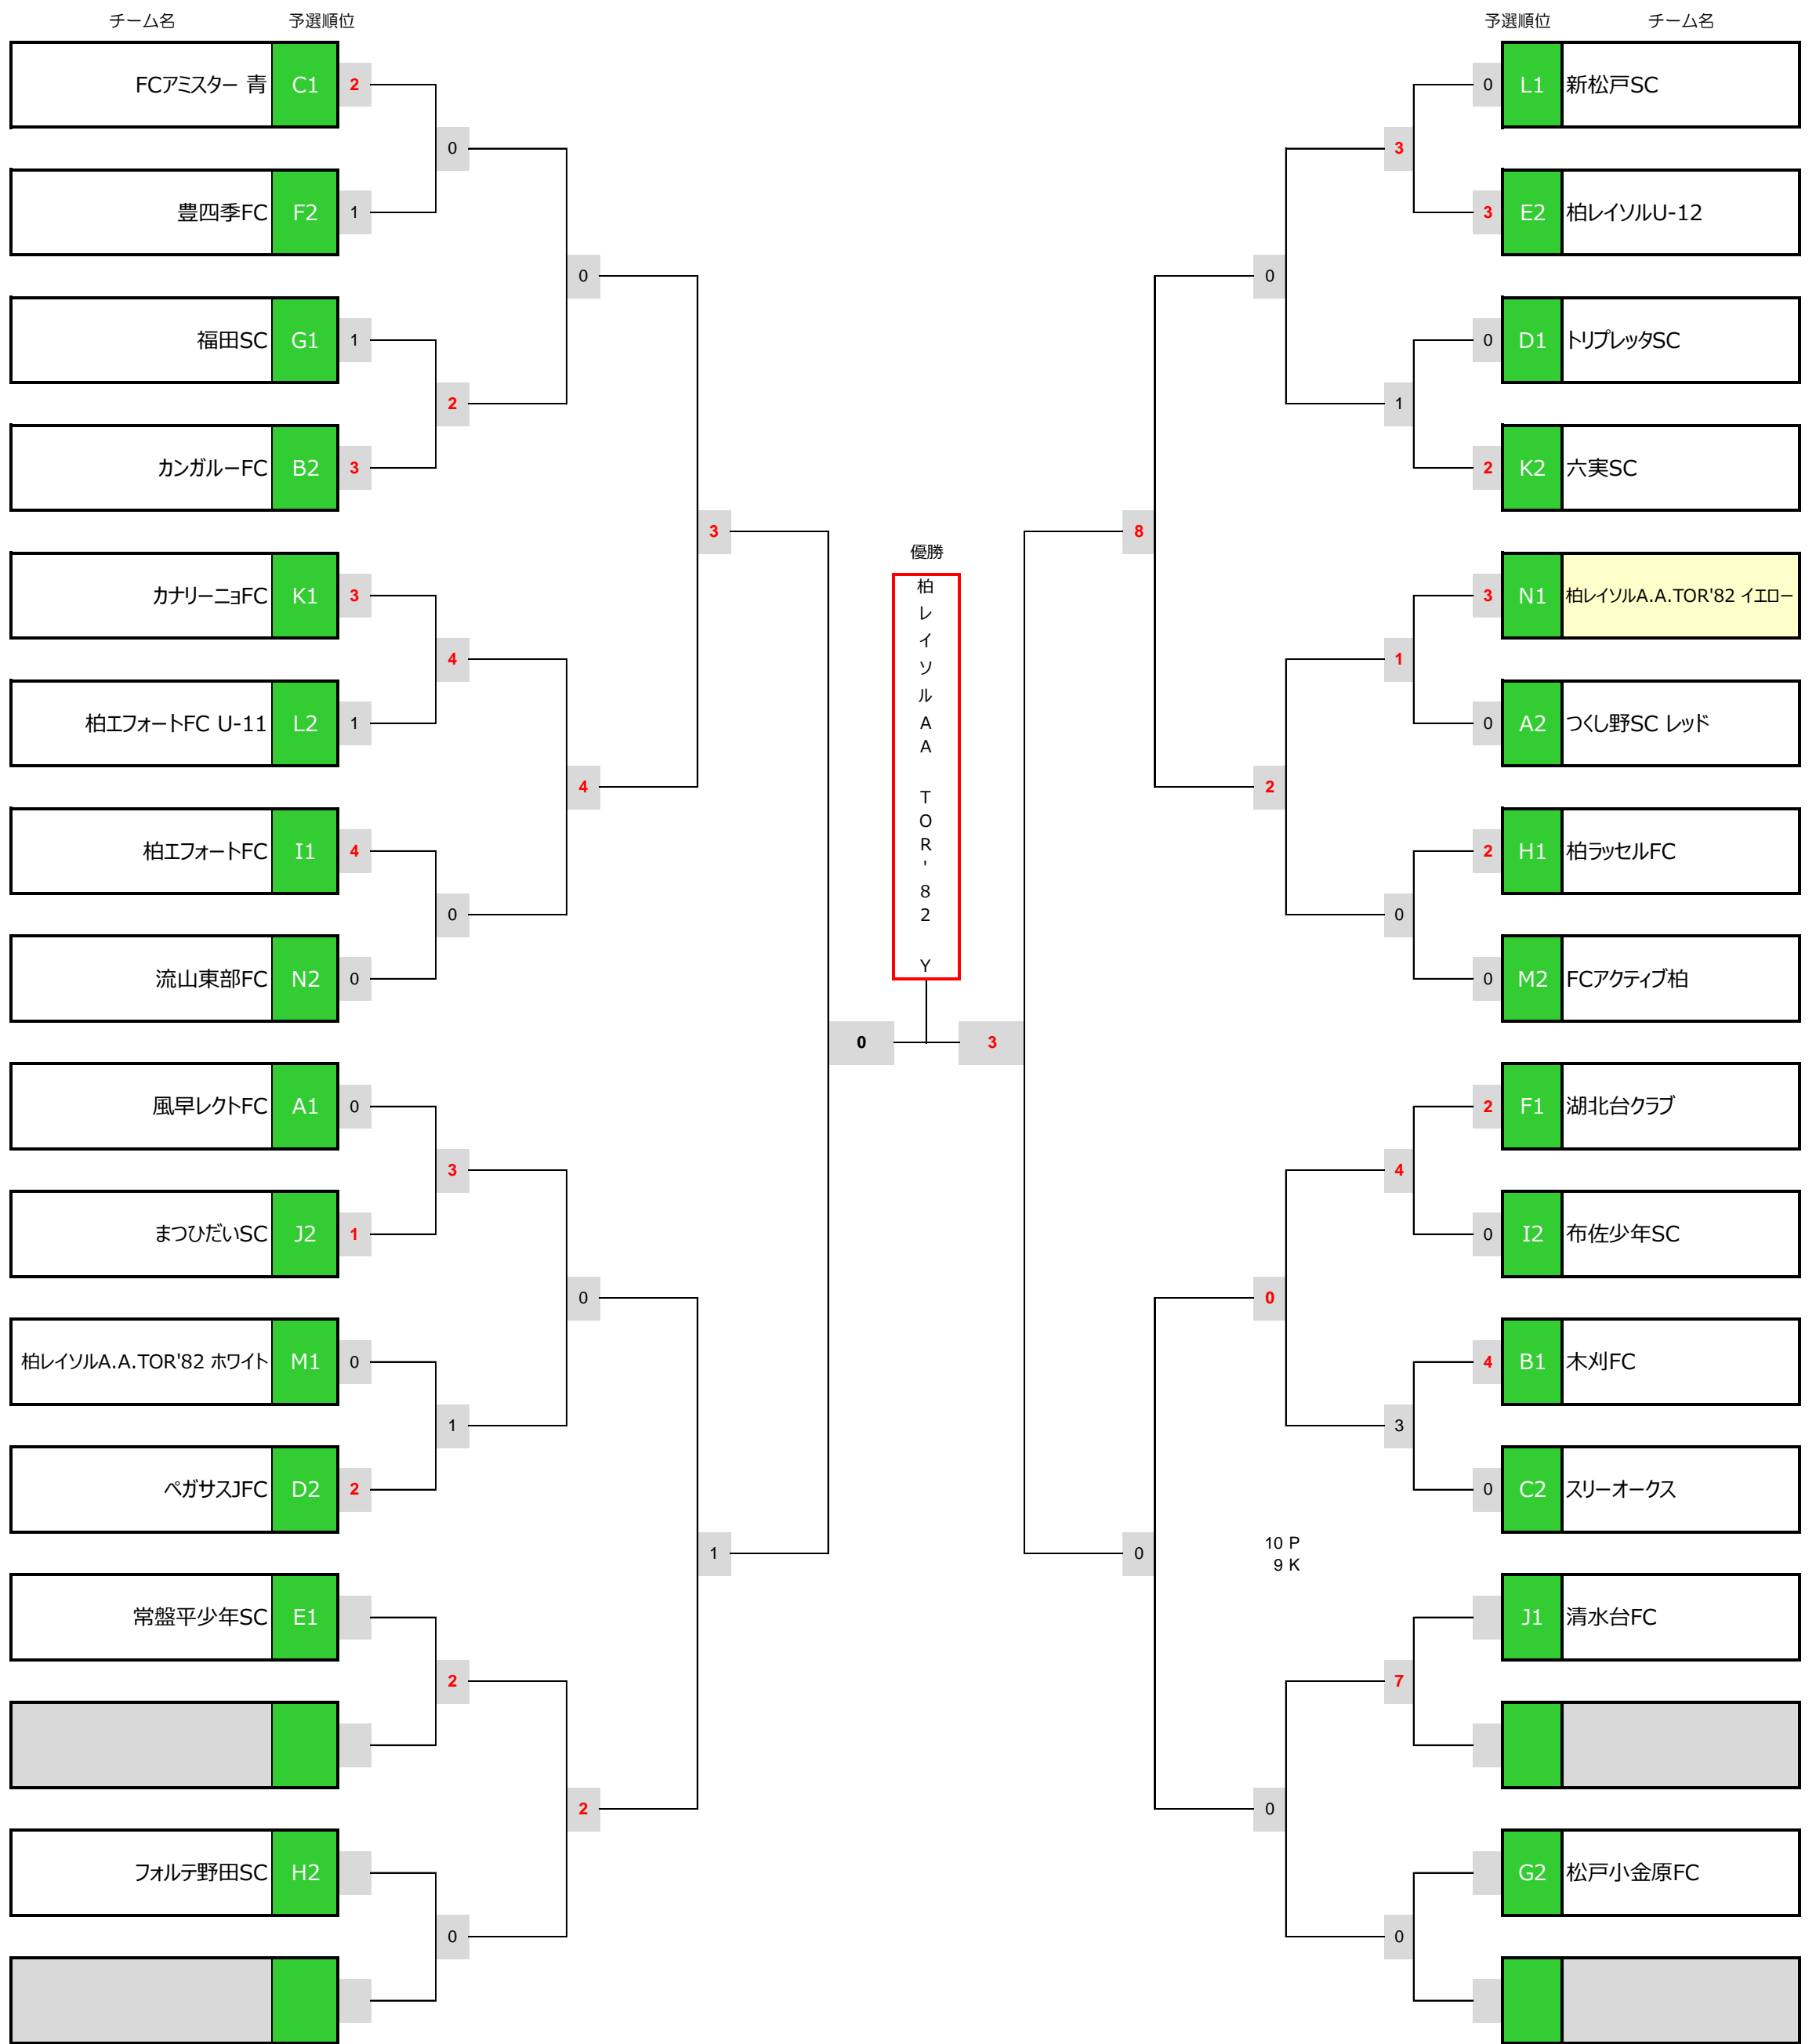 チーム名 予選順位
FCアミスター 青 C1 2
0
豊四季FC F2 1
0
福田SC G1 1
2
カンガルーFC B2 3
3
カナリーニョFC K1 3
4
柏エフォートFC U-11 L2 1
4
柏エフォートFC I1 4
0
流山東部FC N2 0
0
風早レクトFC A1 0
3
まつひだいSC J2 1
0
柏レイソルA.A.TOR'82 ホワイト M1 0
1
ペガサスJFC D2 2
1
常盤平少年SC E1
2
2
フォルテ野田SC H2
0
優勝
柏レイソルAA TOR'82 Y
予選順位 チーム名
0 L1 新松戸SC
3
3 E2 柏レイソルU-12
0
0 D1 トリプレッタSC
1
2 K2 六実SC
8
3 N1 柏レイソルA.A.TOR'82 イエロー
1
0 A2 つくし野SC レッド
2
2 H1 柏ラッセルFC
0
0 M2 FCアクティブ柏
3
2 F1 湖北台クラブ
4
0 I2 布佐少年SC
0
4 B1 木刈FC
3
0 C2 スリーオークス
10 P
9 K
0
J1 清水台FC
7
0
G2 松戸小金原FC
0